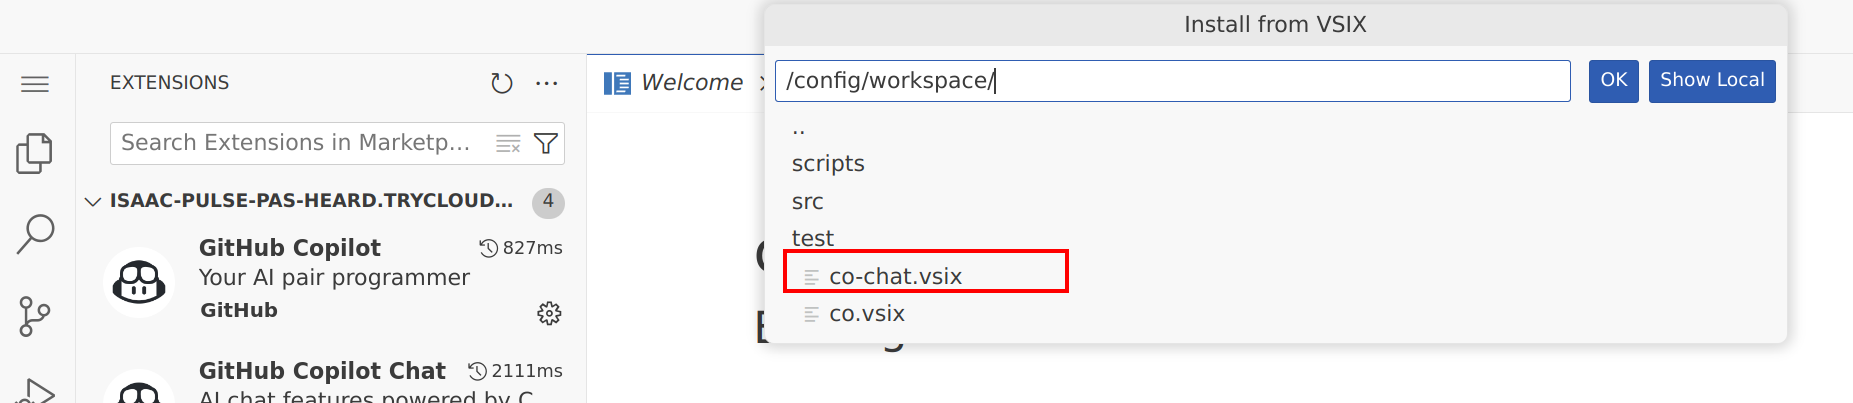 Install from VSIX
/config/workspace/
OK
Show Local
..
scripts
src
test
co-chat.vsix
co.vsix
EXTENSIONS
Welcome
Search Extensions in Marketp...
ISAAC-PULSE-PAS-HEARD.TRYCLOUD...
4
GitHub Copilot
827ms
Your AI pair programmer
GitHub
GitHub Copilot Chat
2111ms
AI chat features powered by C